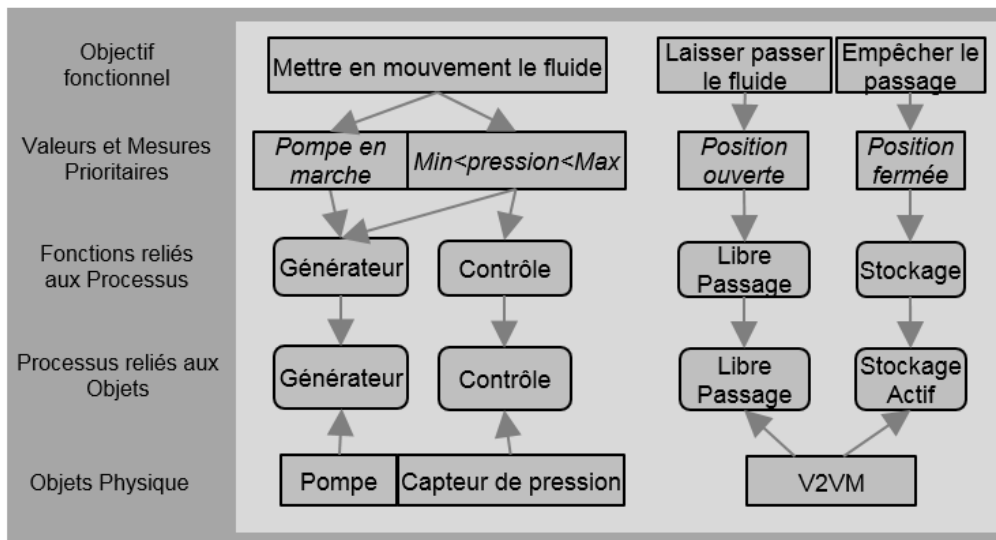 Objectif
fonctionnel
Mettre en mouvement le fluide
Laisser passer
le fluide
Empêcher le
passage
Valeurs et Mesures
Prioritaires
Pompe en
marche
Min<pression<Max
Position
ouverte
Position
fermée
Fonctions reliés
aux Processus
Générateur
Contrôle
Libre
Passage
Stockage
Processus reliés aux
Objets
Générateur
Contrôle
Libre
Passage
Stockage
Actif
Objets Physique
Pompe
Capteur de pression
V2VM